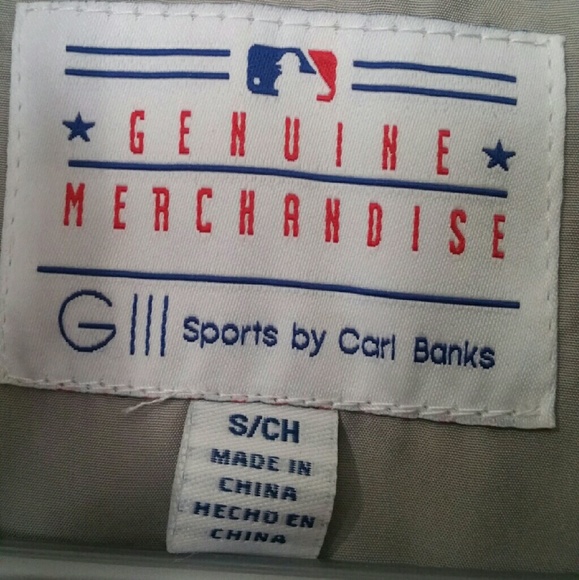 GENUINE
MERCHANDISE
GIII Sports by Carl Banks
S/CH
MADE IN
CHINA
HECHO EN
CHINA